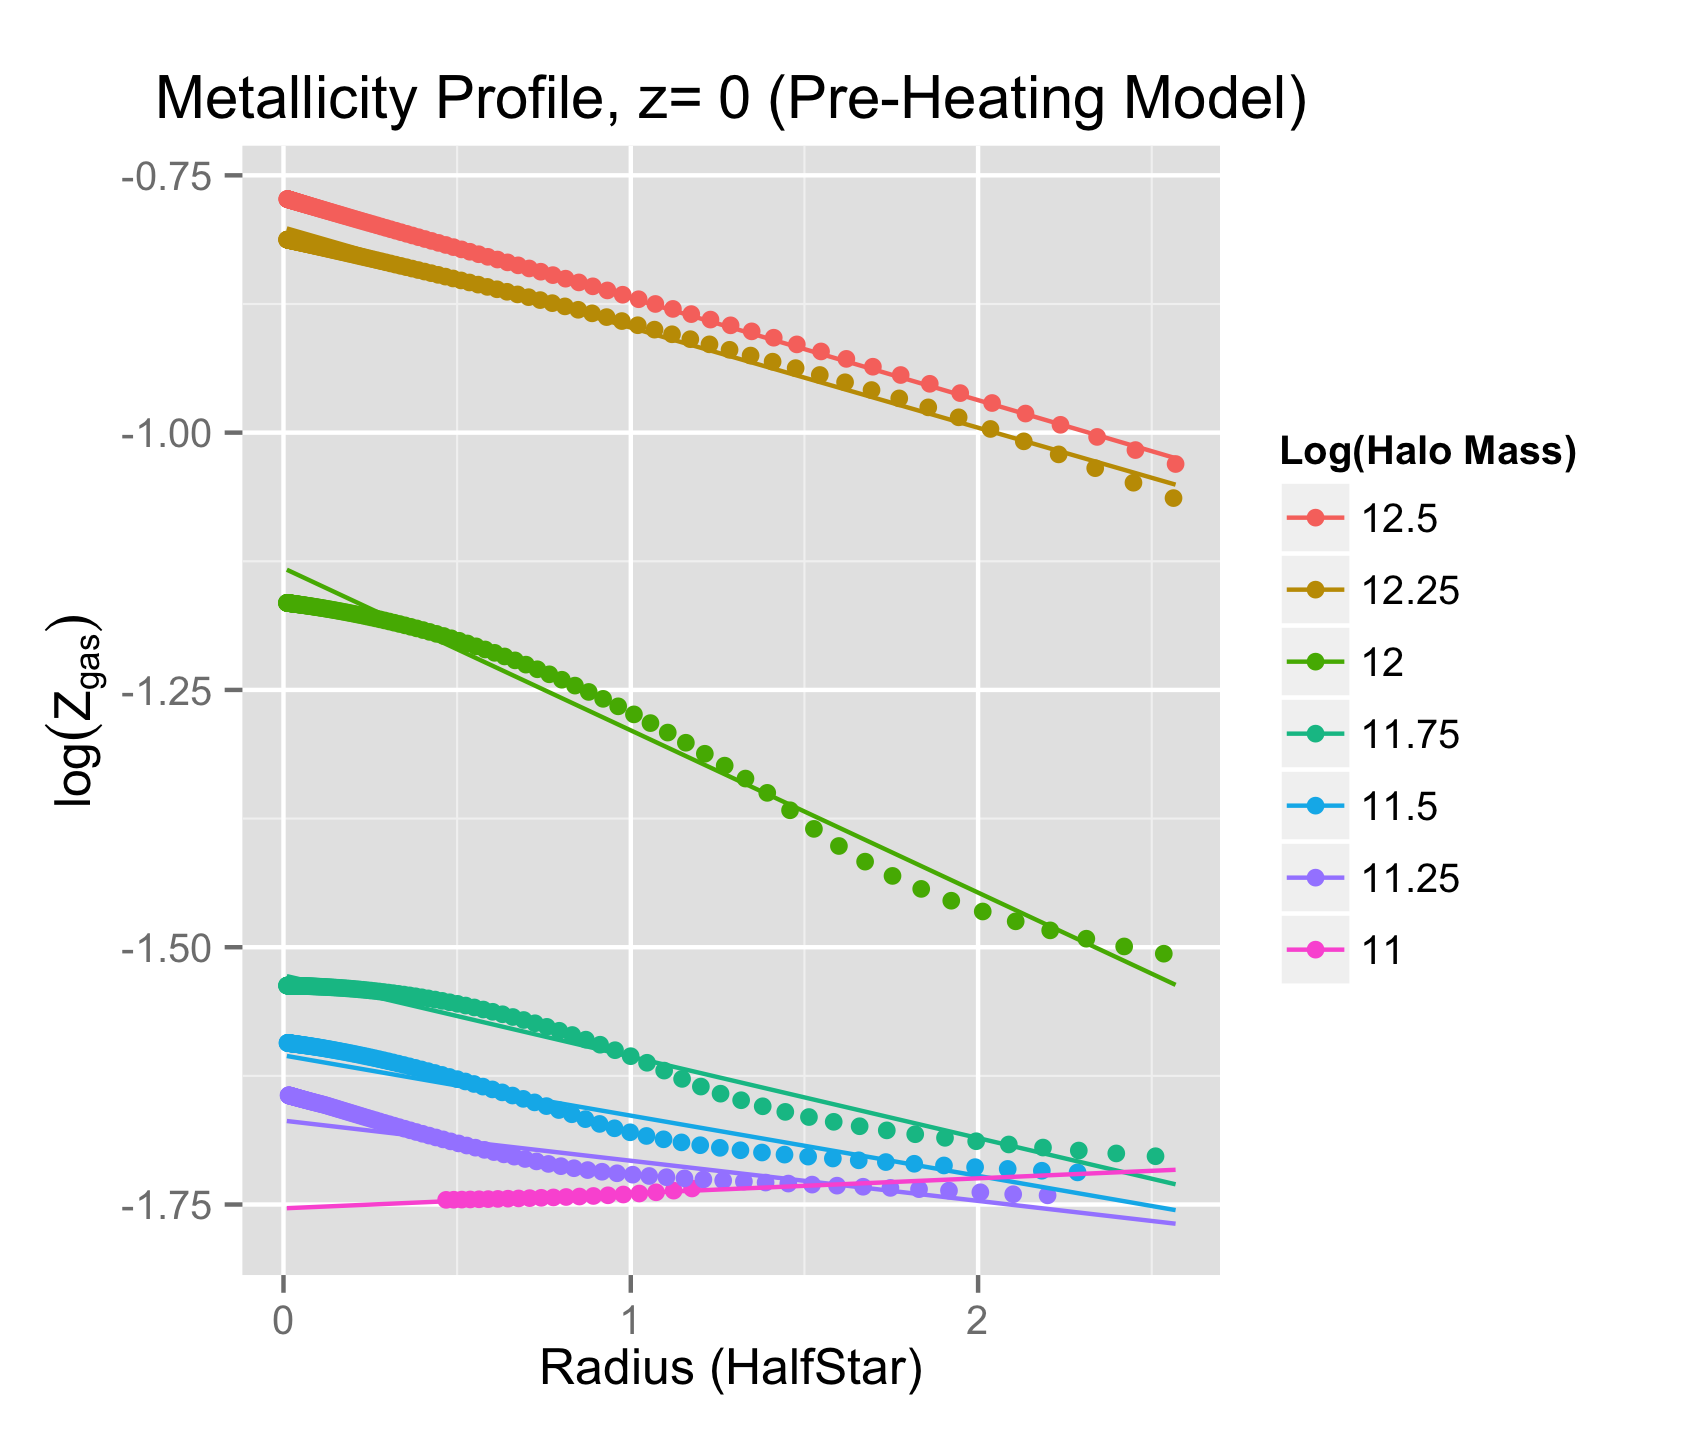 Metallicity Profile, z= 0 (Pre-Heating Model)
-0.75
-1.00
-1.25
-1.50
-1.75
log(Zgas)
0 1 2
Radius (HalfStar)
Log(Halo Mass)
12.5
12.25
12
11.75
11.5
11.25
11